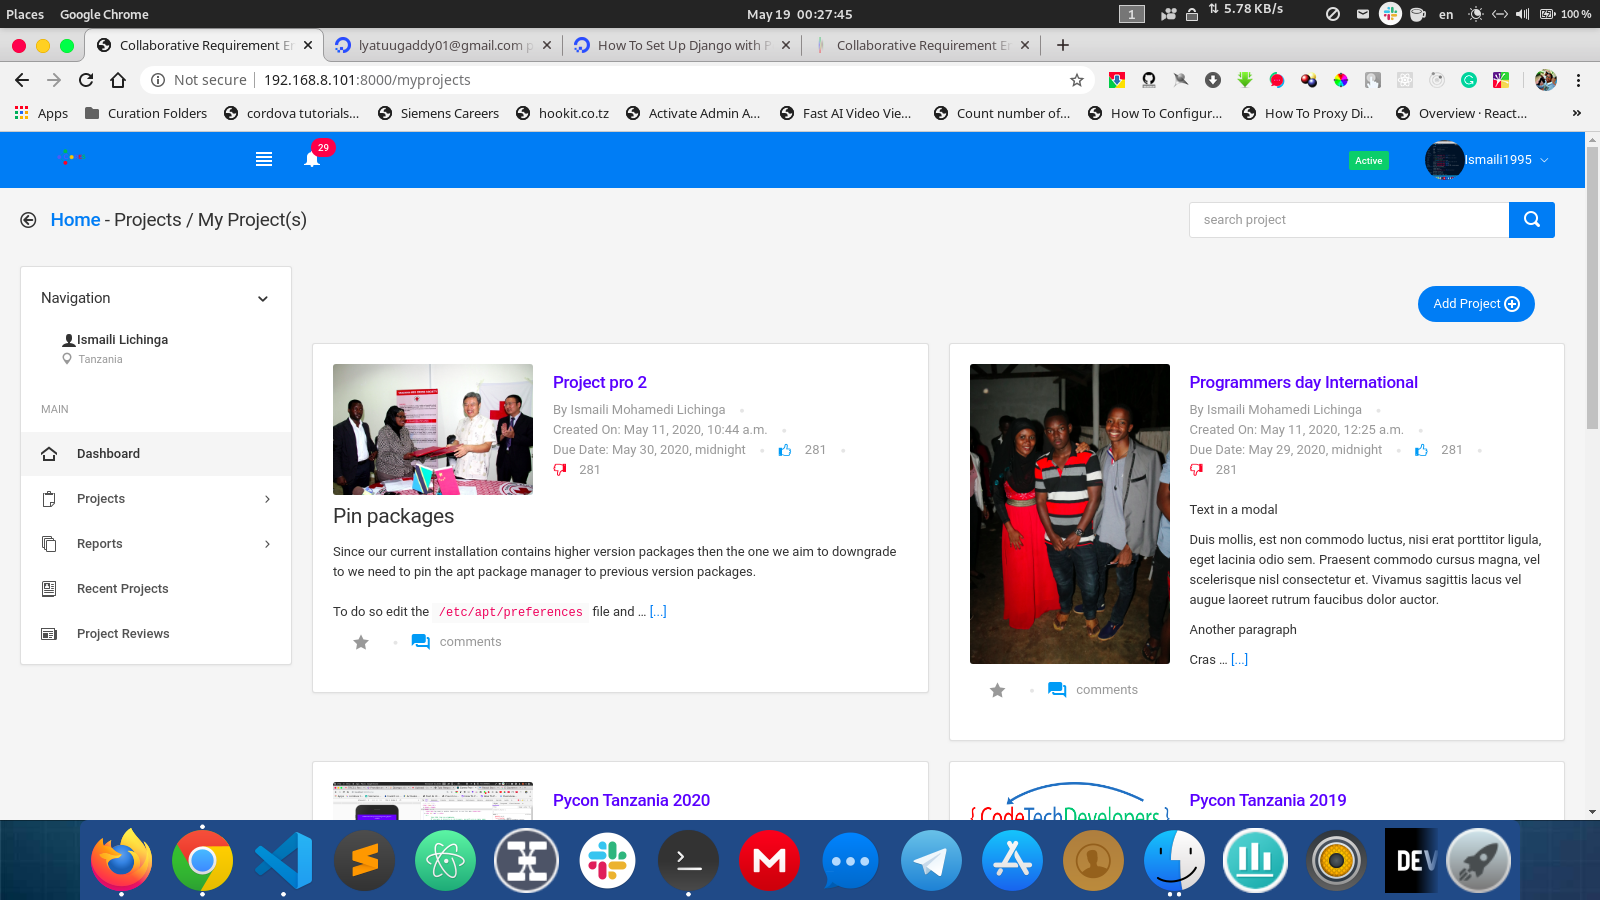 Places Google Chrome May 19 00:27:45 1 5.78 KB/s en 100 %
Collaborative Requirement E lyatuugaddy01@gmail.com p How To Set Up Django with P Collaborative Requirement E
Not secure 192.168.8.101:8000/myprojects
Apps Curation Folders cordova tutorials... Siemens Careers hookit.co.tz Activate Admin A... Fast AI Video Vie... Count number of... How To Configur... How To Proxy Di... Overview · React... »
29 Active Ismaili1995
Home - Projects / My Project(s) search project
Navigation
Ismaili Lichinga
Tanzania
MAIN
Dashboard
Projects
Reports
Recent Projects
Project Reviews
Add Project
Project pro 2
By Ismaili Mohamedi Lichinga
Created On: May 11, 2020, 10:44 a.m.
Due Date: May 30, 2020, midnight 281
281
Pin packages
Since our current installation contains higher version packages then the one we aim to downgrade
to we need to pin the apt package manager to previous version packages.
To do so edit the /etc/apt/preferences file and … [...]
comments
Programmers day International
By Ismaili Mohamedi Lichinga
Created On: May 11, 2020, 12:25 a.m.
Due Date: May 29, 2020, midnight 281
281
Text in a modal
Duis mollis, est non commodo luctus, nisi erat porttitor ligula,
eget lacinia odio sem. Praesent commodo cursus magna, vel
scelerisque nisl consectetur et. Vivamus sagittis lacus vel
augue laoreet rutrum faucibus dolor auctor.
Another paragraph
Cras … [...]
comments
Pycon Tanzania 2020
{ CodeTechDevelopers }
Pycon Tanzania 2019
DEV